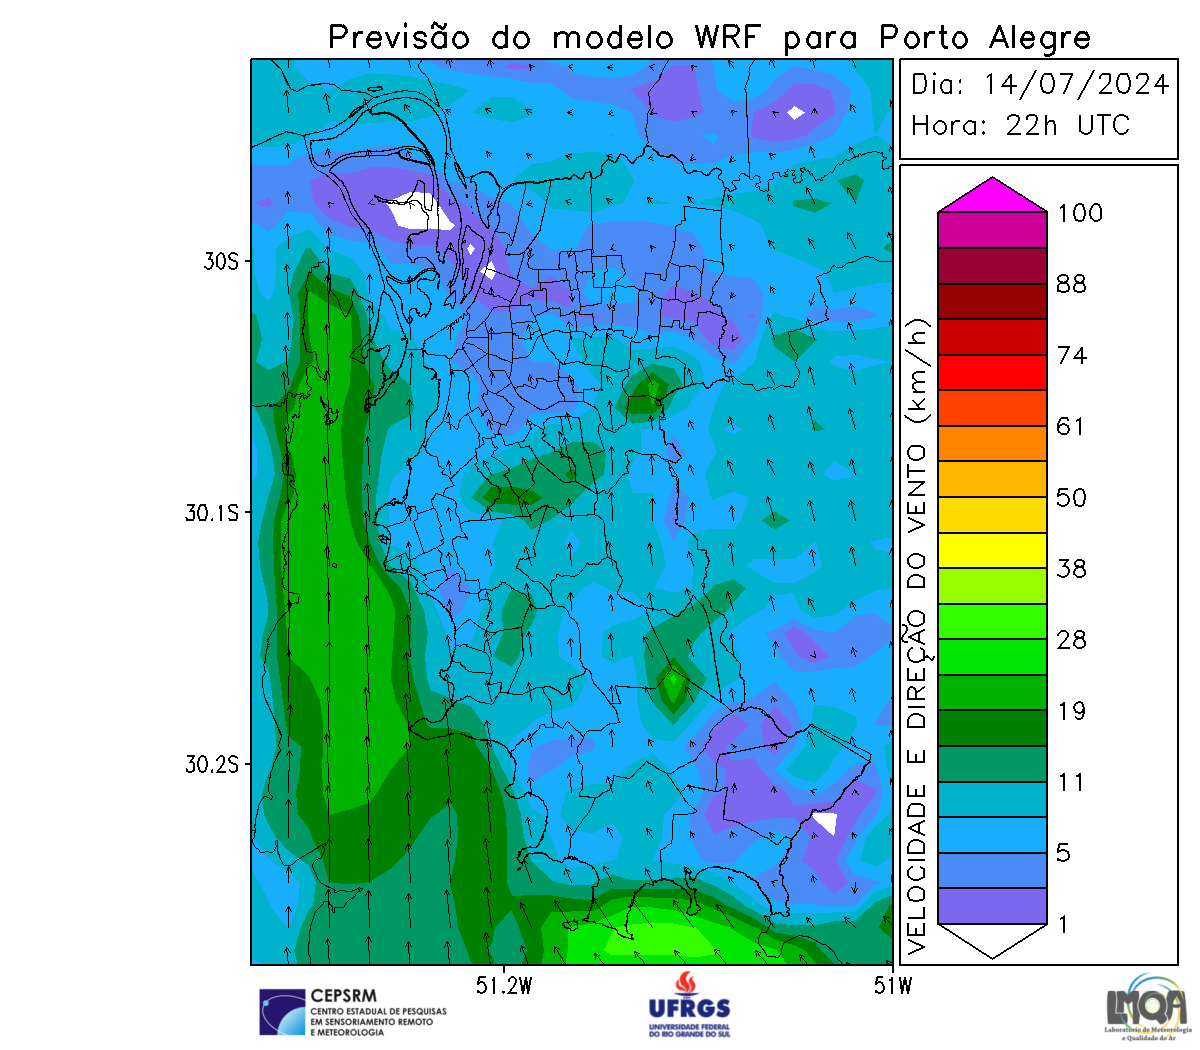 Previsão do modelo WRF para Porto Alegre
Dia: 14/07/2024
Hora: 22h UTC
30S
30.1S
30.2S
51.2W
51W
VELOCIDADE E DIREÇÃO DO VENTO (km/h)
100
88
74
61
50
38
28
19
11
5
1
CEPSRM
CENTRO ESTADUAL DE PESQUISAS
EM SENSORIAMENTO REMOTO
E METEOROLOGIA
UFRGS
UNIVERSIDADE FEDERAL
DO RIO GRANDE DO SUL
LMQA
Laboratório de Meteorologia
e Qualidade do Ar